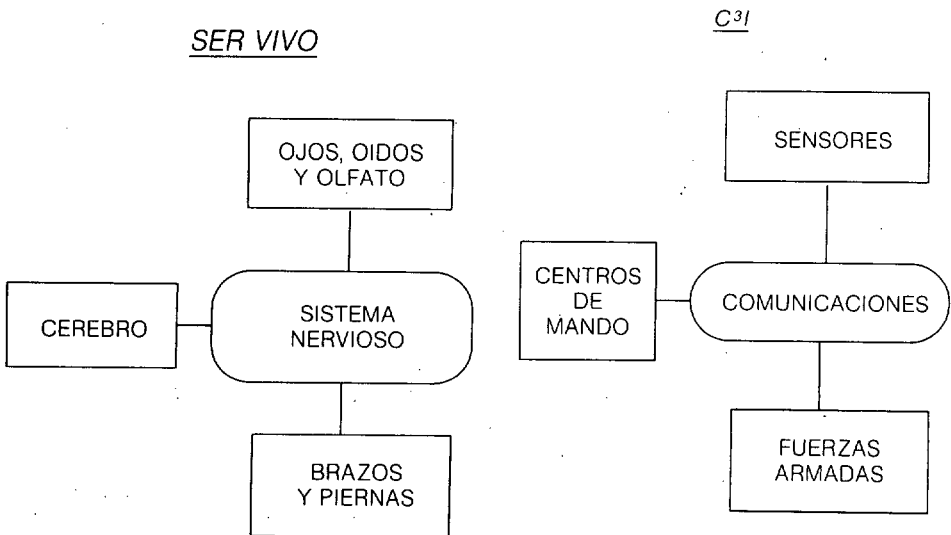 SER VIVO
OJOS, OIDOS
Y OLFATO
CEREBRO
SISTEMA
NERVIOSO
BRAZOS
Y PIERNAS
C³I
SENSORES
CENTROS
DE
MANDO
COMUNICACIONES
FUERZAS
ARMADAS